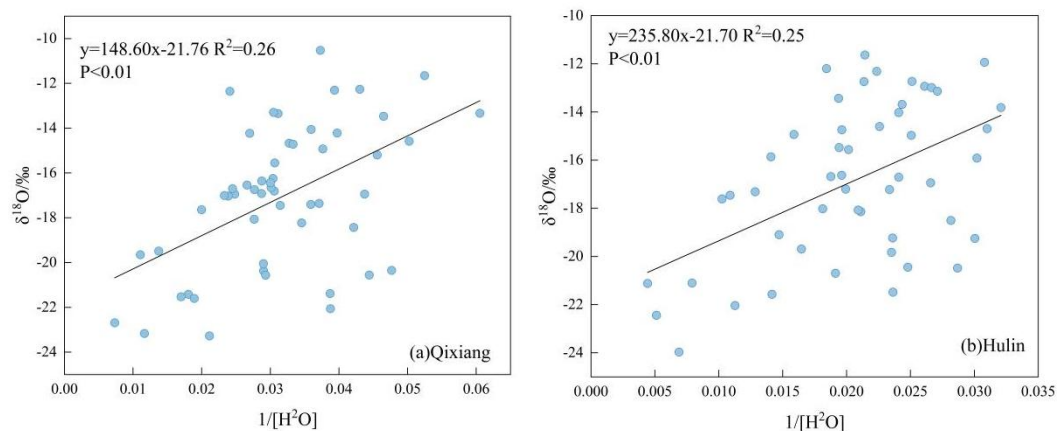 y=148.60x-21.76 R²=0.26
P<0.01
-10
-12
-14
-16
-18
-20
-22
-24
δ¹⁸O/‰
(a)Qixiang
0.00 0.01 0.02 0.03 0.04 0.05 0.06
1/[H²O]
y=235.80x-21.70 R²=0.25
P<0.01
-10
-12
-14
-16
-18
-20
-22
-24
-26
δ¹⁸O/‰
(b)Hulin
0.000 0.005 0.010 0.015 0.020 0.025 0.030 0.035
1/[H²O]